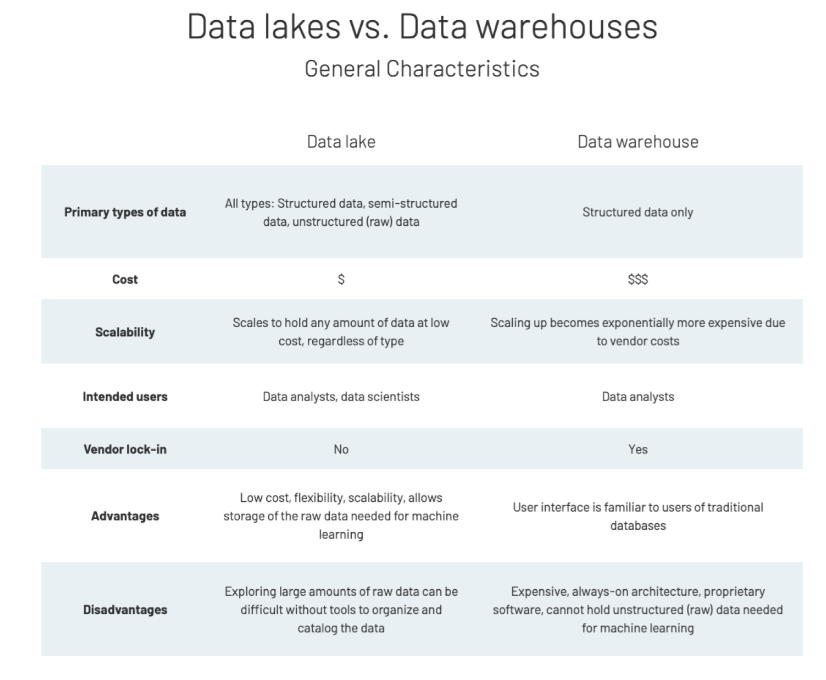 Data lakes vs. Data warehouses
General Characteristics
Data lake
Data warehouse
Primary types of data
All types: Structured data, semi-structured
data, unstructured (raw) data
Structured data only
Cost
$
$$$
Scalability
Scales to hold any amount of data at low
cost, regardless of type
Scaling up becomes exponentially more expensive due
to vendor costs
Intended users
Data analysts, data scientists
Data analysts
Vendor lock-in
No
Yes
Advantages
Low cost, flexibility, scalability, allows
storage of the raw data needed for machine
learning
User interface is familiar to users of traditional
databases
Disadvantages
Exploring large amounts of raw data can be
difficult without tools to organize and
catalog the data
Expensive, always-on architecture, proprietary
software, cannot hold unstructured (raw) data needed
for machine learning